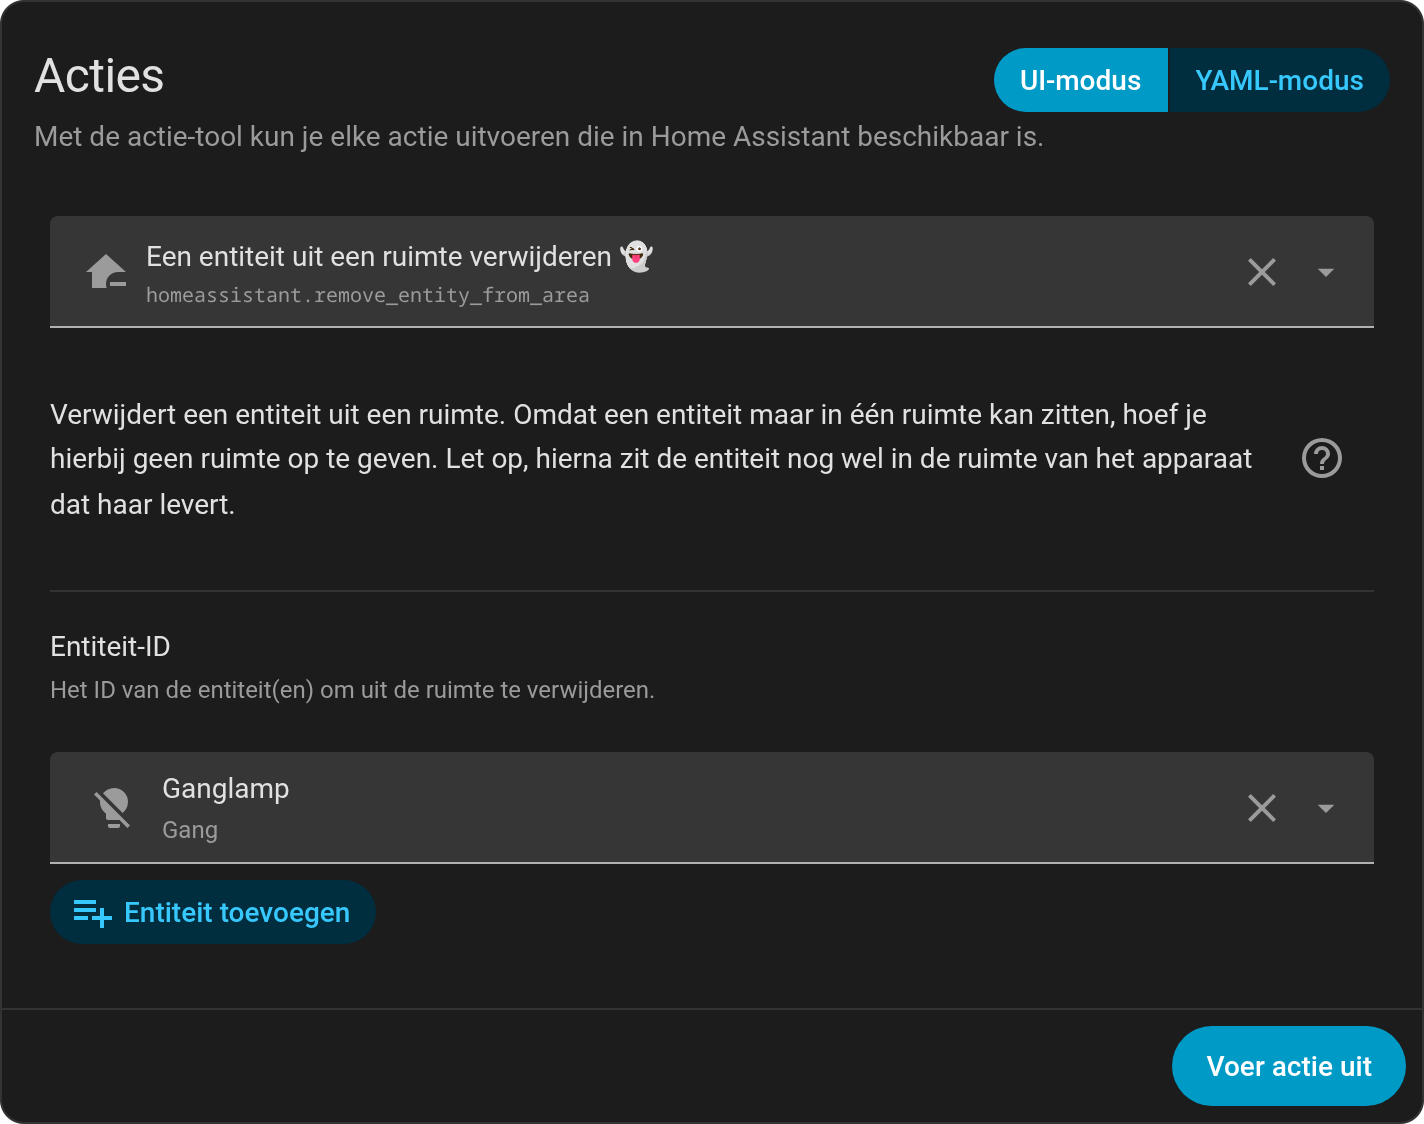 Acties
UI-modus
YAML-modus
Met de actie-tool kun je elke actie uitvoeren die in Home Assistant beschikbaar is.
Een entiteit uit een ruimte verwijderen 👻
homeassistant.remove_entity_from_area
Verwijdert een entiteit uit een ruimte. Omdat een entiteit maar in één ruimte kan zitten, hoef je
hierbij geen ruimte op te geven. Let op, hierna zit de entiteit nog wel in de ruimte van het apparaat
dat haar levert.
Entiteit-ID
Het ID van de entiteit(en) om uit de ruimte te verwijderen.
Ganglamp
Gang
Entiteit toevoegen
Voer actie uit